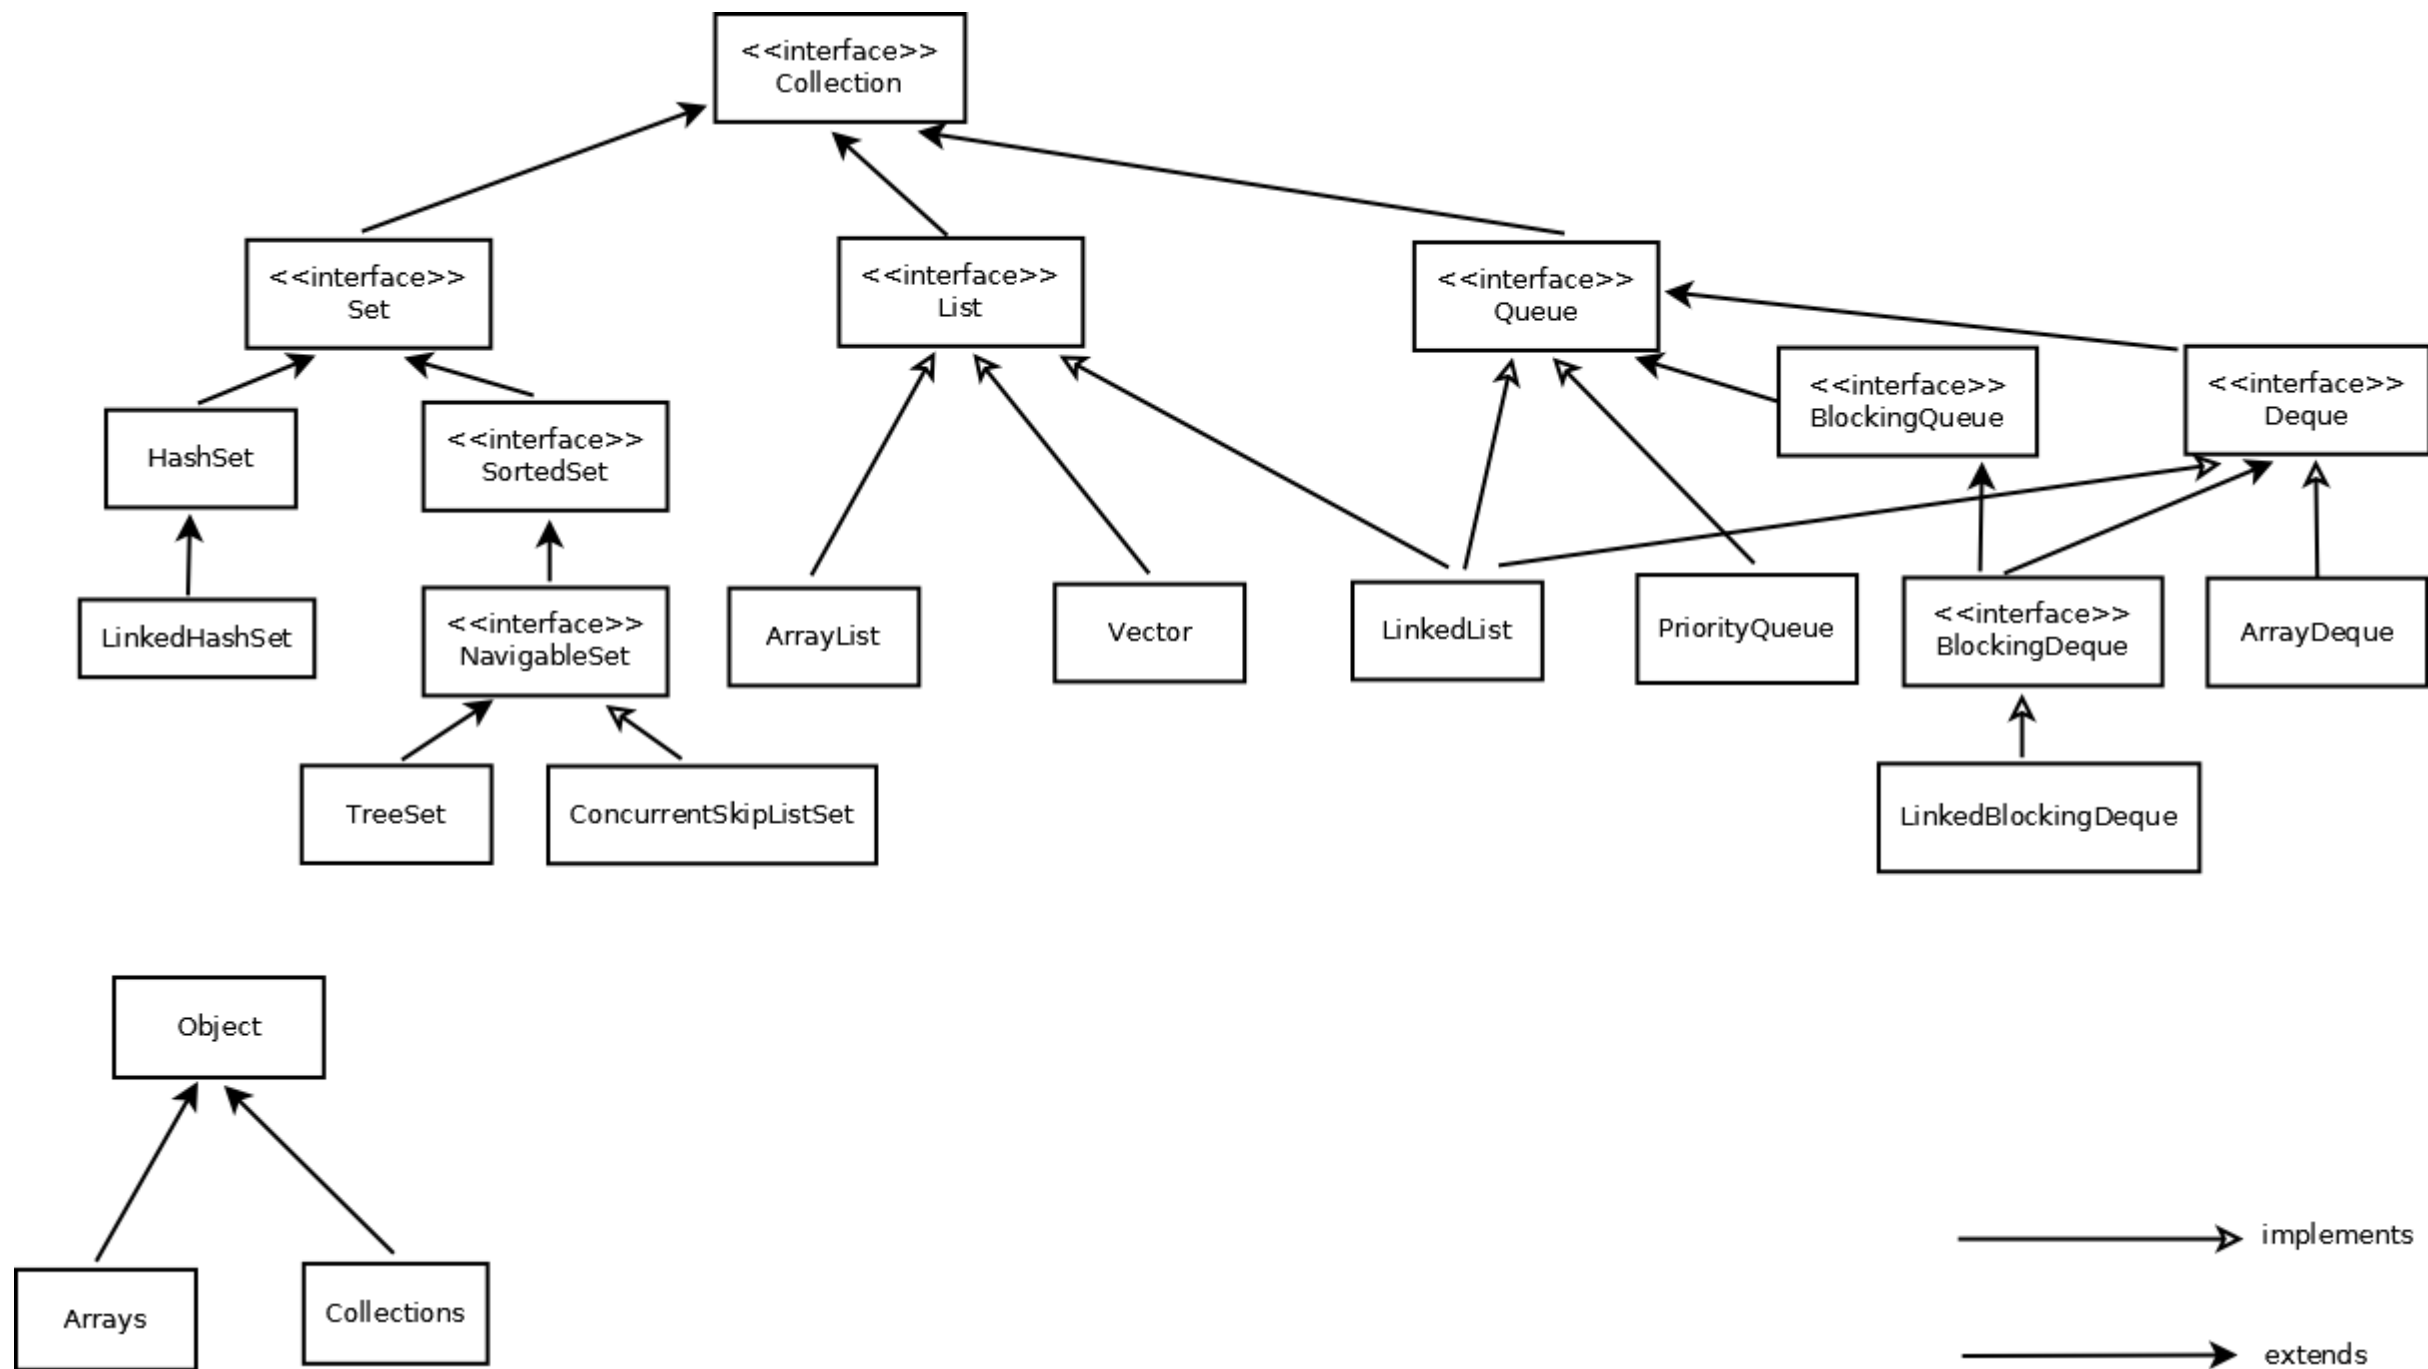 <<interface>>
Collection
<<interface>>
Set
<<interface>>
List
<<interface>>
Queue
<<interface>>
BlockingQueue
<<interface>>
Deque
HashSet
<<interface>>
SortedSet
LinkedHashSet
<<interface>>
NavigableSet
ArrayList
Vector
LinkedList
PriorityQueue
<<interface>>
BlockingDeque
ArrayDeque
TreeSet
ConcurrentSkipListSet
LinkedBlockingDeque
Object
Arrays
Collections
implements
extends